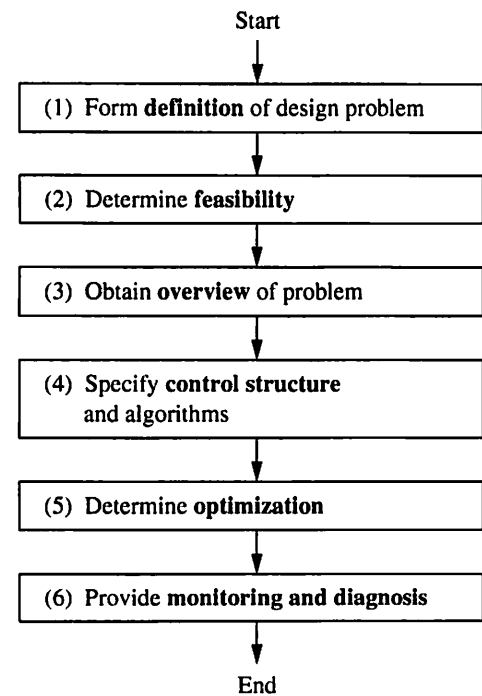 Start
(1) Form definition of design problem
(2) Determine feasibility
(3) Obtain overview of problem
(4) Specify control structure
and algorithms
(5) Determine optimization
(6) Provide monitoring and diagnosis
End